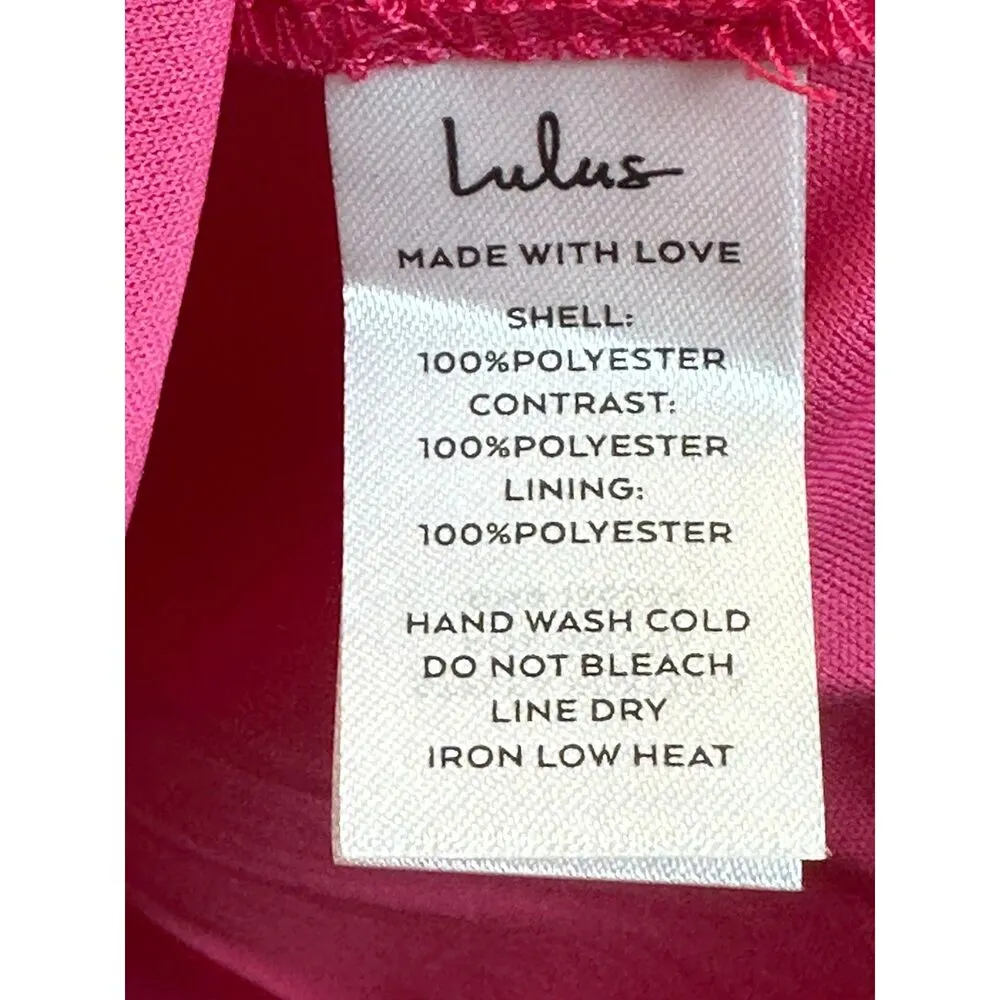 Lulus
MADE WITH LOVE
SHELL:
100%POLYESTER
CONTRAST:
100%POLYESTER
LINING:
100%POLYESTER
HAND WASH COLD
DO NOT BLEACH
LINE DRY
IRON LOW HEAT